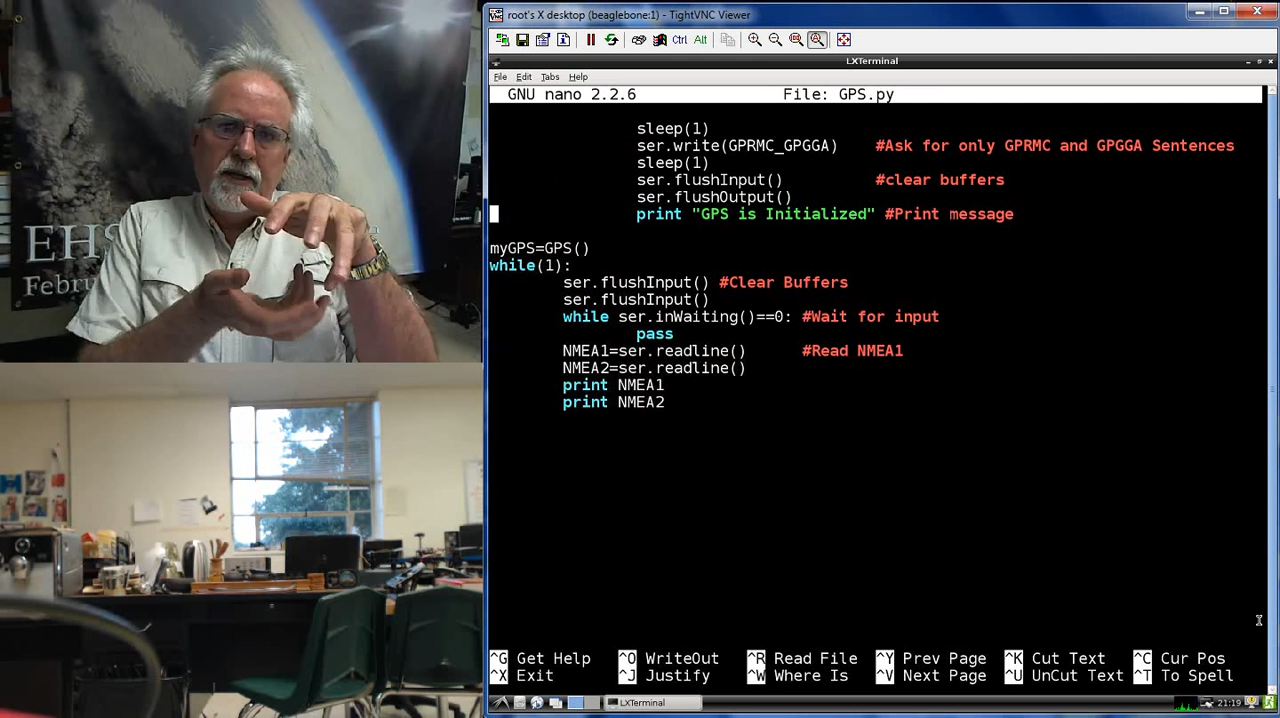 EHS
Febru
root's X desktop (beaglebone:1) - TightVNC Viewer
Ctrl Alt
LXTerminal
File Edit Tabs Help
GNU nano 2.2.6 File: GPS.py
sleep(1)
ser.write(GPRMC_GPGGA) #Ask for only GPRMC and GPGGA Sentences
sleep(1)
ser.flushInput() #clear buffers
ser.flushOutput()
print "GPS is Initialized" #Print message
myGPS=GPS()
while(1):
ser.flushInput() #Clear Buffers
ser.flushInput()
while ser.inWaiting()==0: #Wait for input
pass
NMEA1=ser.readline() #Read NMEA1
NMEA2=ser.readline()
print NMEA1
print NMEA2
^G Get Help ^O WriteOut ^R Read File ^Y Prev Page ^K Cut Text ^C Cur Pos
^X Exit ^J Justify ^W Where Is ^V Next Page ^U UnCut Text ^T To Spell
LXTerminal 21:19